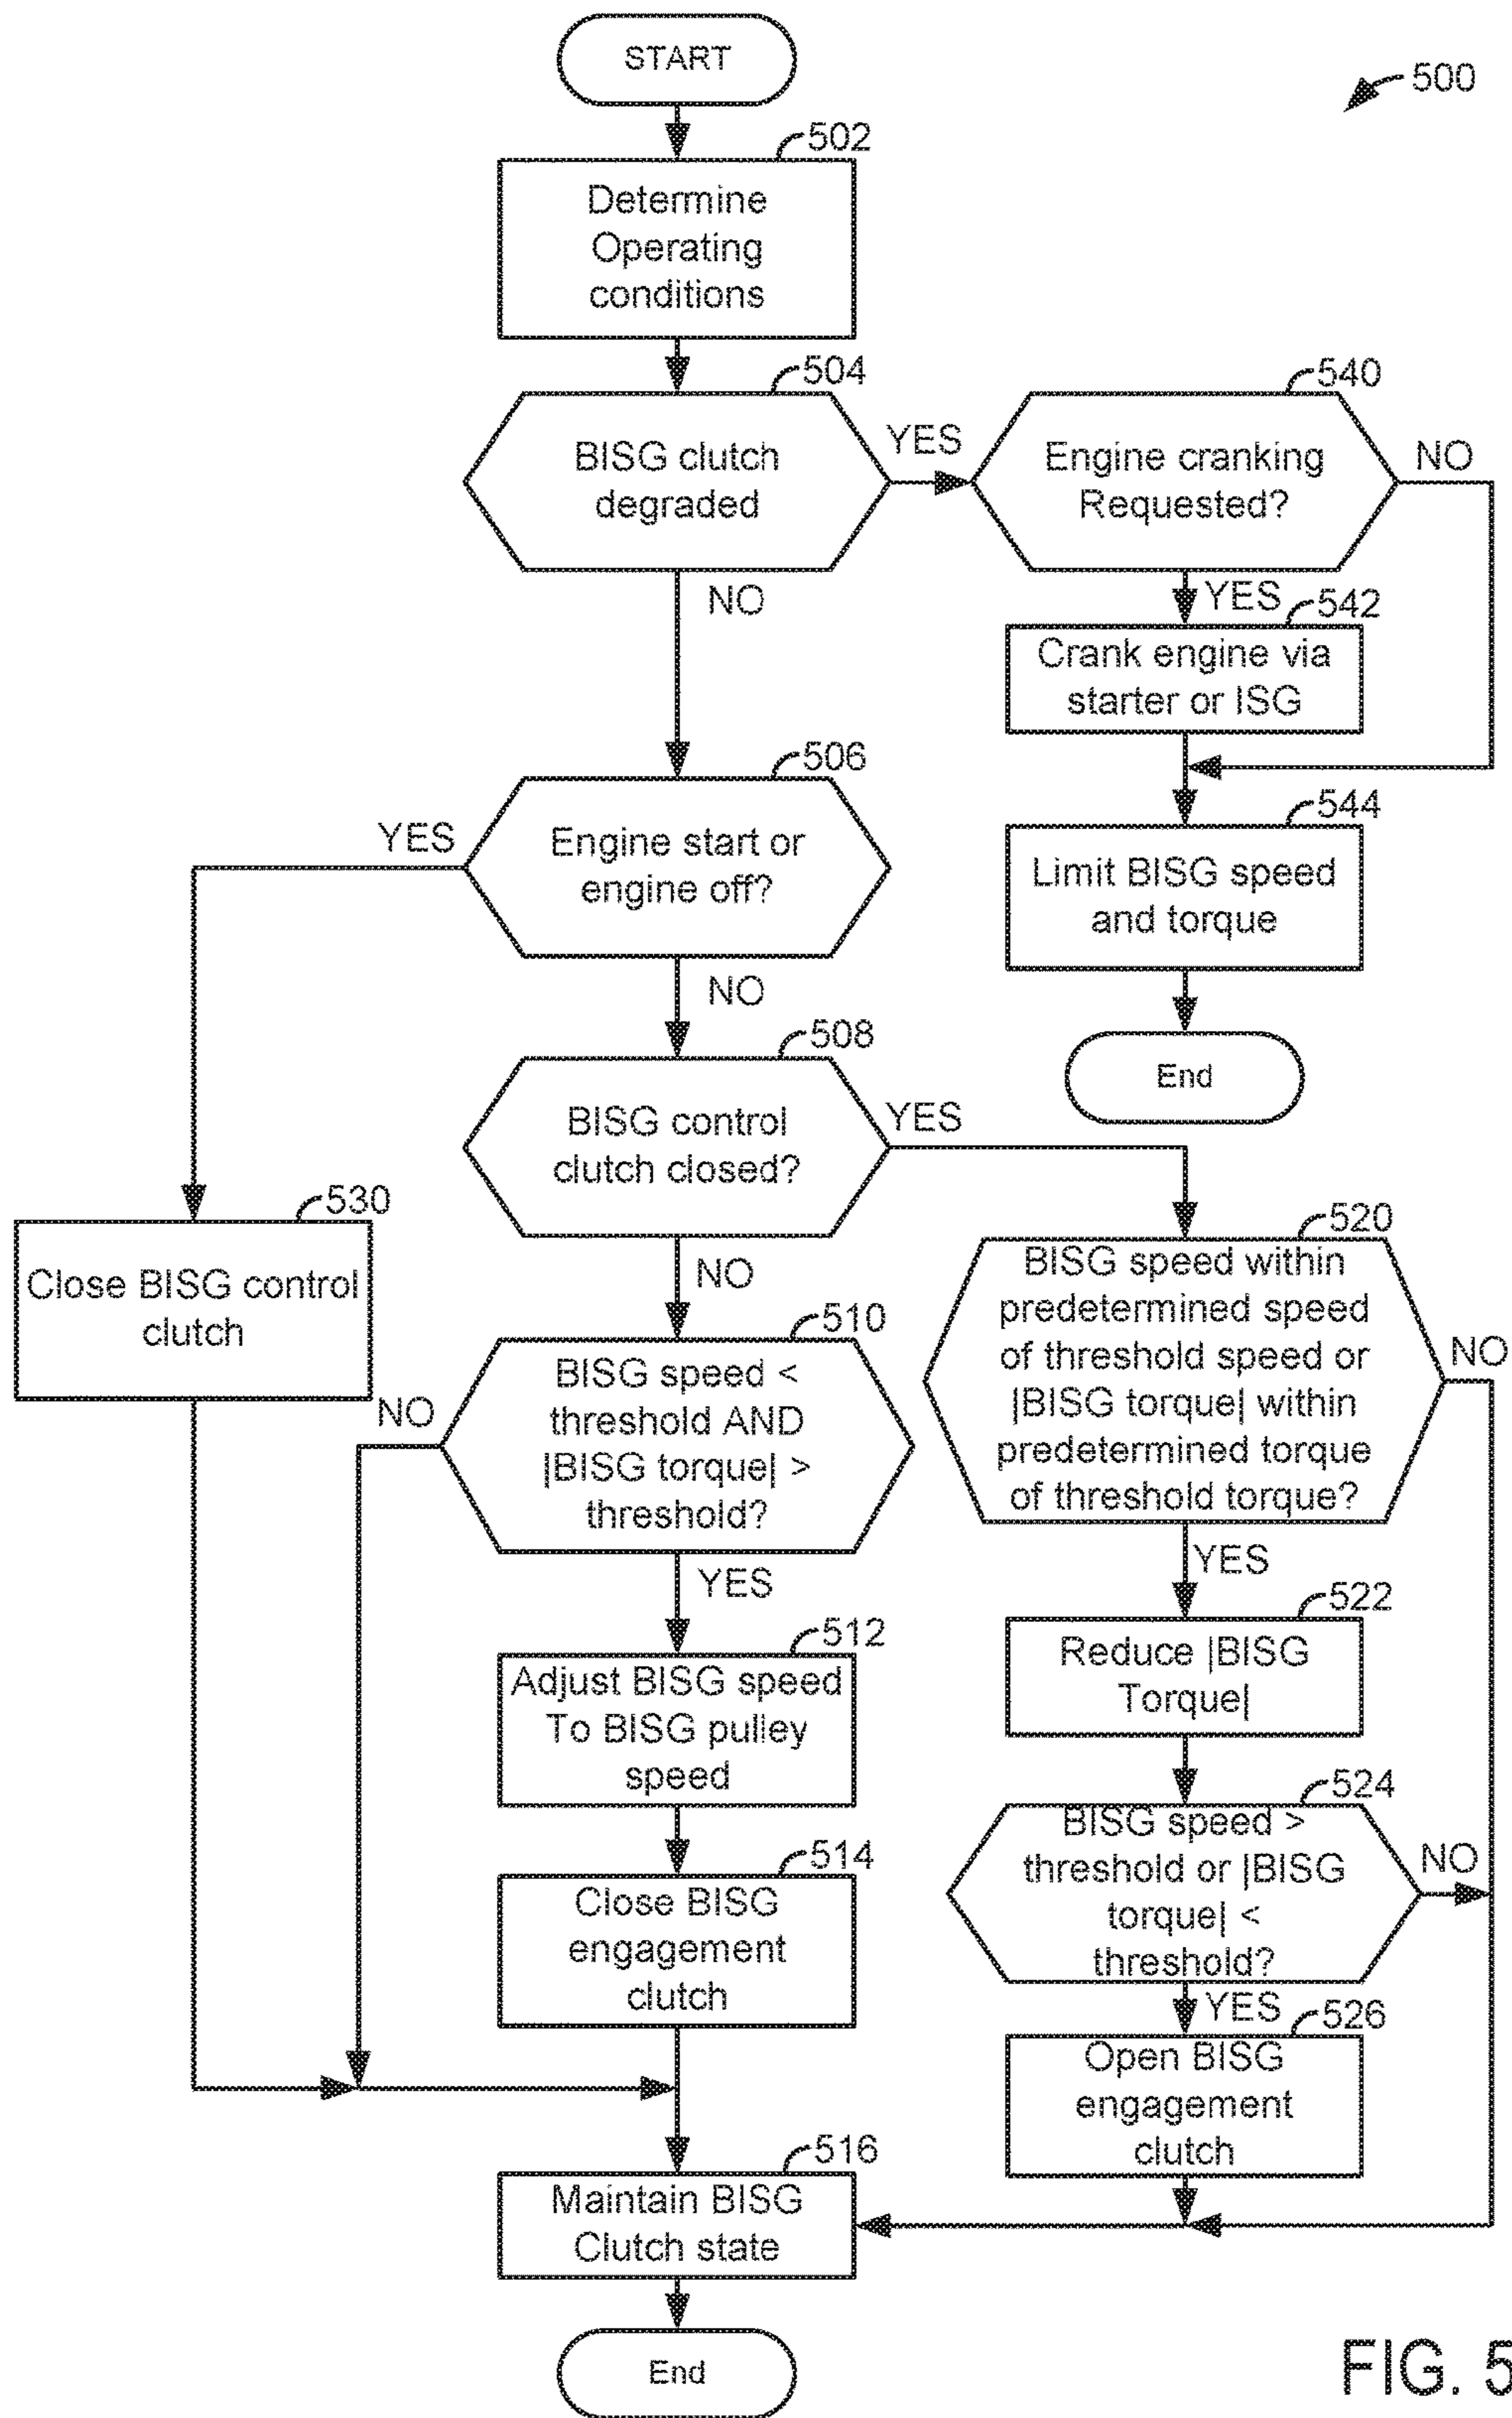 START
500
502
Determine
Operating
conditions
504
BISG clutch
degraded
YES
540
Engine cranking
Requested?
NO
NO
YES
542
Crank engine via
starter or ISG
506
Engine start or
engine off?
YES
544
Limit BISG speed
and torque
NO
End
508
BISG control
clutch closed?
YES
530
Close BISG control
clutch
NO
520
BISG speed within
predetermined speed
of threshold speed or
|BISG torque| within
predetermined torque
of threshold torque?
NO
510
BISG speed <
threshold AND
|BISG torque| >
threshold?
NO
YES
YES
522
Reduce |BISG
Torque|
512
Adjust BISG speed
To BISG pulley
speed
524
BISG speed >
threshold or |BISG
torque| <
threshold?
NO
514
Close BISG
engagement
clutch
YES
526
Open BISG
engagement
clutch
516
Maintain BISG
Clutch state
End
FIG. 5